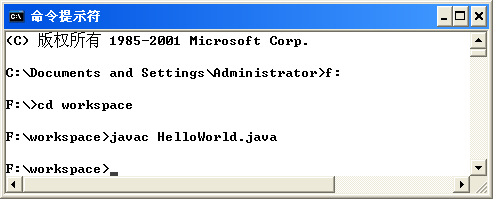 命令提示符
(C) 版权所有 1985-2001 Microsoft Corp.
C:\Documents and Settings\Administrator>f:
F:\>cd workspace
F:\workspace>javac HelloWorld.java
F:\workspace>